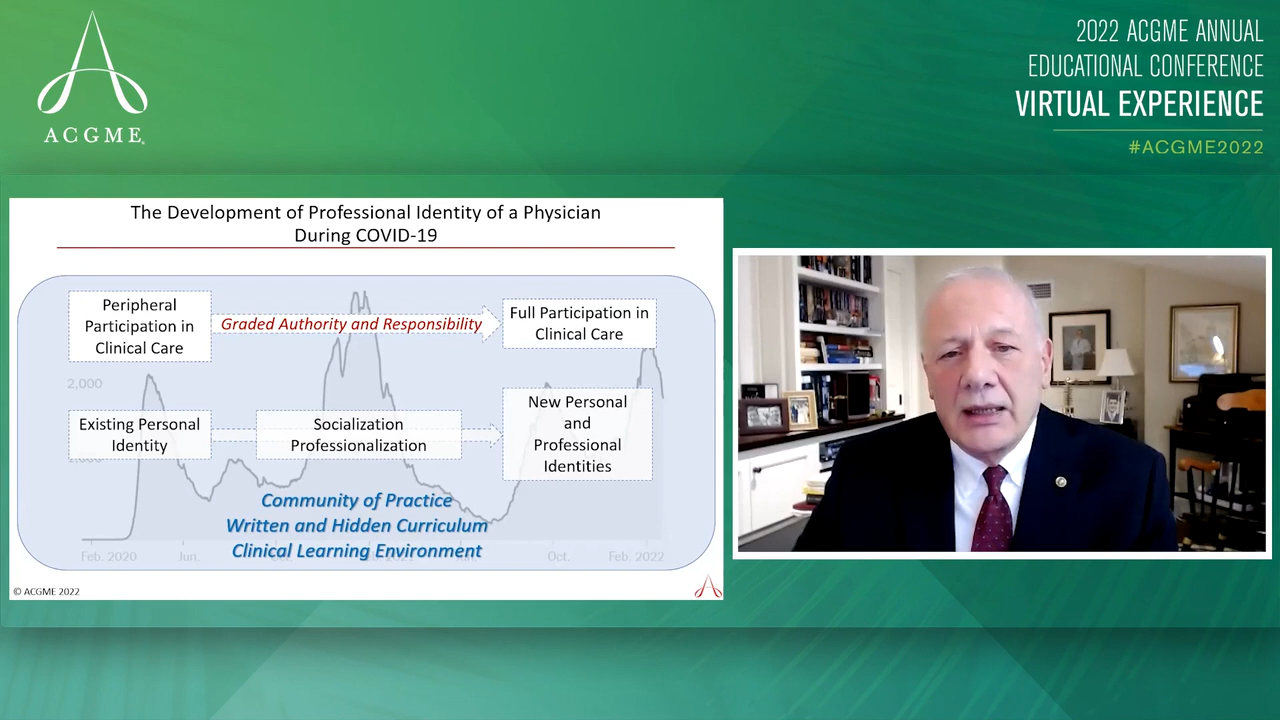 ACGME
2022 ACGME ANNUAL
EDUCATIONAL CONFERENCE
VIRTUAL EXPERIENCE
#ACGME2022
The Development of Professional Identity of a Physician
During COVID-19
Peripheral
Participation in
Clinical Care
Graded Authority and Responsibility
Full Participation in
Clinical Care
2,000
Existing Personal
Identity
Socialization
Professionalization
New Personal
and
Professional
Identities
Community of Practice
Written and Hidden Curriculum
Clinical Learning Environment
Feb. 2020
Jun.
Oct.
Feb. 2022
© ACGME 2022